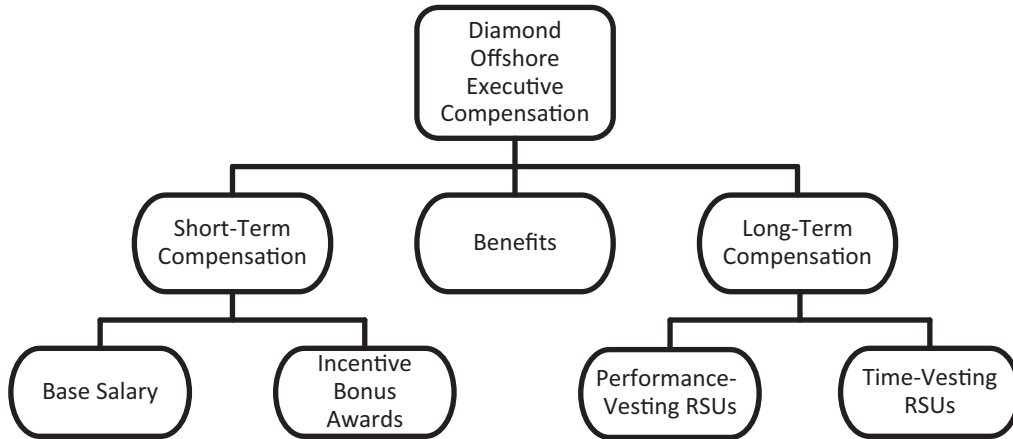 Diamond
Offshore
Executive
Compensation
Short-Term
Compensation
Benefits
Long-Term
Compensation
Base Salary
Incentive
Bonus
Awards
Performance-
Vesting RSUs
Time-Vesting
RSUs